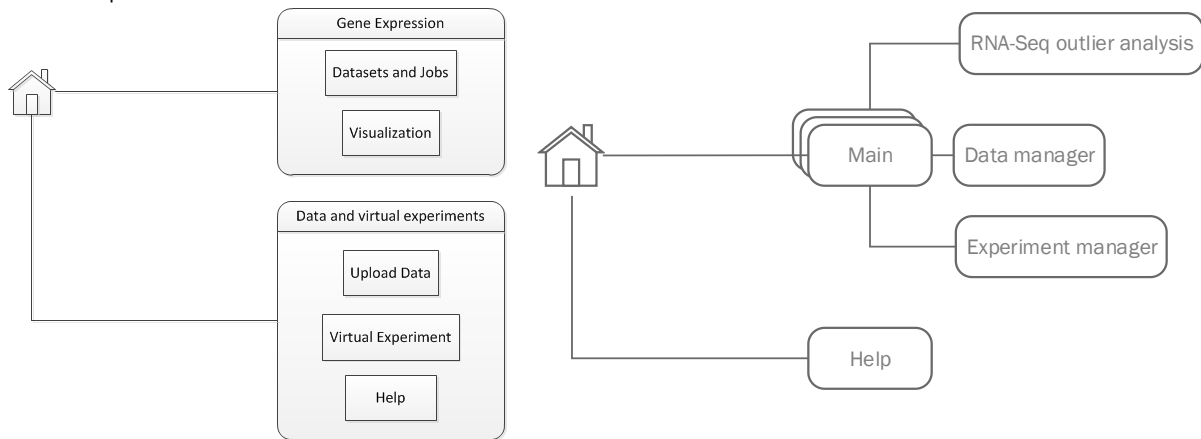 Gene Expression
Datasets and Jobs
Visualization
Data and virtual experiments
Upload Data
Virtual Experiment
Help
RNA-Seq outlier analysis
Main
Data manager
Experiment manager
Help